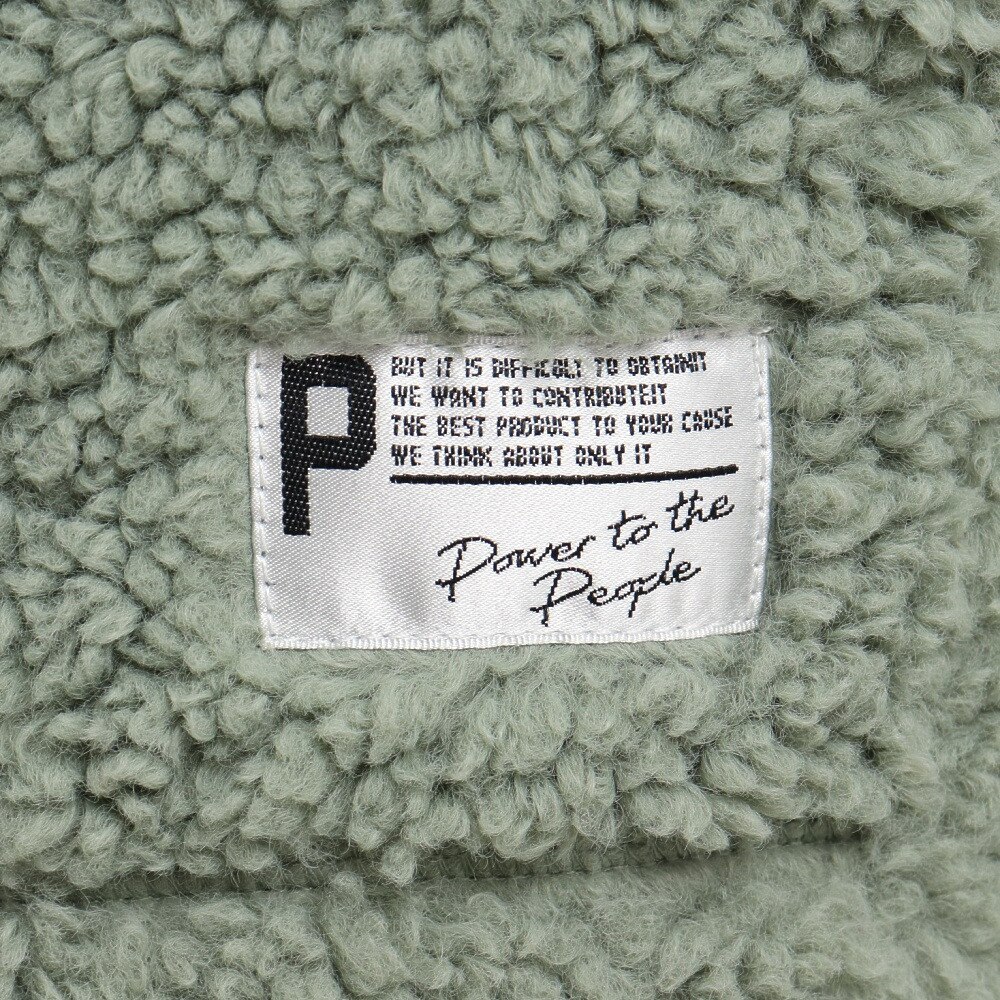 P
BUT IT IS DIFFICOLT TO OBTAINIT
WE WANT TO CONTRIBUTEIT
THE BEST PRODUCT TO YOUR CAUSE
WE THINK ABOUT ONLY IT
Power to the
People